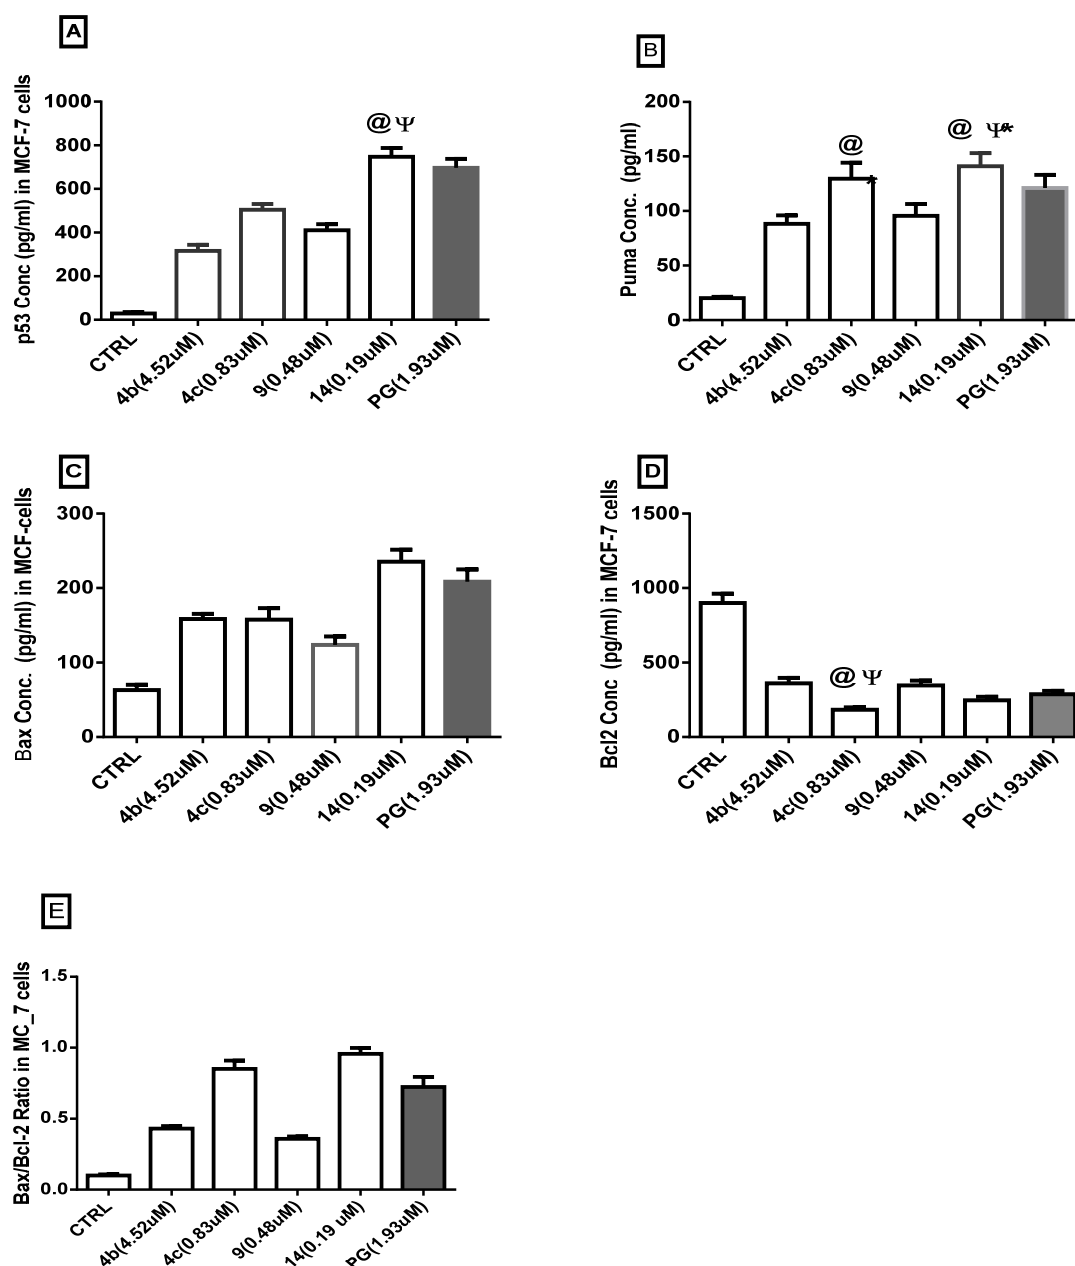 A
p53 Conc (pg/ml) in MCF-7 cells
1000
800
600
400
200
0
@ Ψ
CTRL
4b(4.52uM)
4c(0.83uM)
9(0.48uM)
14(0.19uM)
PG(1.93uM)
B
Puma Conc. (pg/ml)
200
150
100
50
0
@
*
@ Ψ*
CTRL
4b(4.52uM)
4c(0.83uM)
9(0.48uM)
14(0.19uM)
PG(1.93uM)
C
Bax Conc. (pg/ml) in MCF-cells
300
200
100
0
CTRL
4b(4.52uM)
4c(0.83uM)
9(0.48uM)
14(0.19uM)
PG(1.93uM)
D
Bcl2 Conc (pg/ml) in MCF-7 cells
1500
1000
500
0
@ Ψ
CTRL
4b(4.52uM)
4c(0.83uM)
9(0.48uM)
14(0.19uM)
PG(1.93uM)
E
Bax/Bcl-2 Ratio in MC_7 cells
1.5
1.0
0.5
0.0
CTRL
4b(4.52uM)
4c(0.83uM)
9(0.48uM)
14(0.19 uM)
PG(1.93uM)